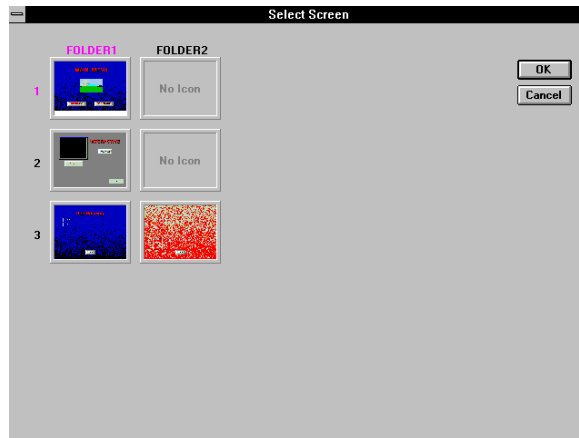 Select Screen
FOLDER1 FOLDER2
OK
1 No Icon
Cancel
2 No Icon
3